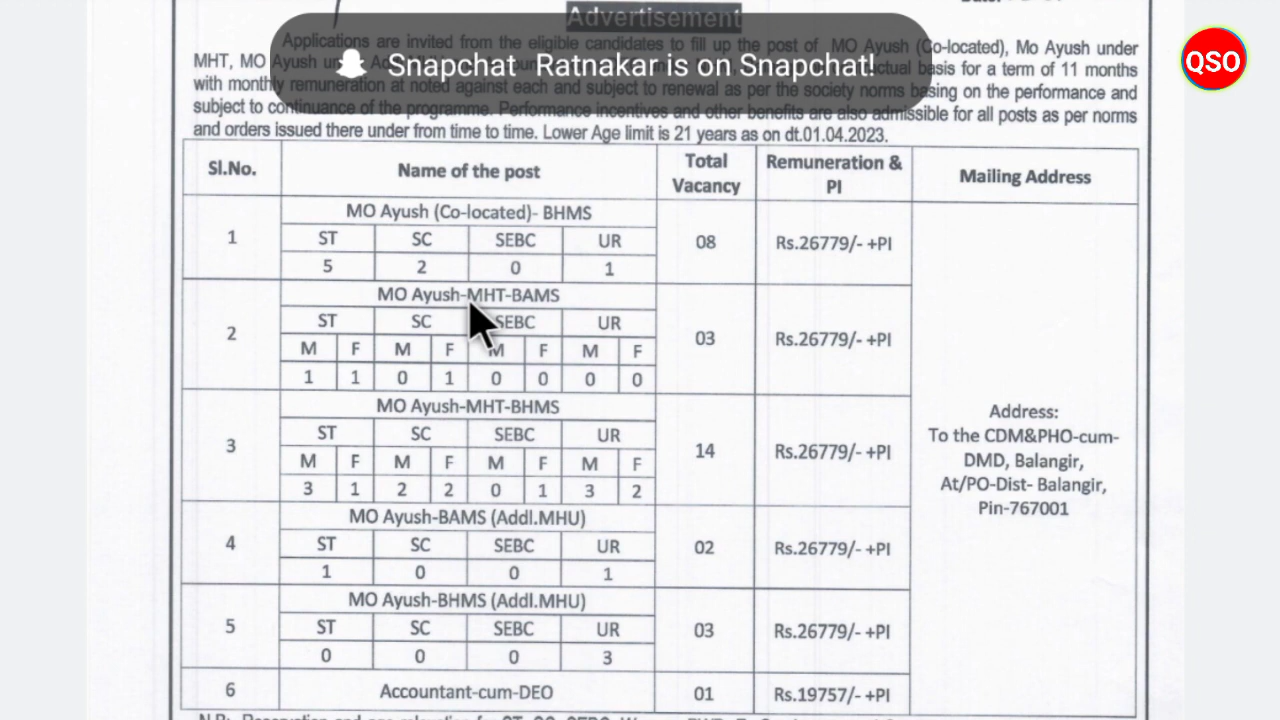 Advertisement
Applications are invited from the eligible candidates to fill up the post of MO Ayush (Co-located), Mo Ayush under
Snapchat Ratnakar is on Snapchat!
QSO
MHT, MO Ayush basis for a term of 11 months
with monthly remuneration at noted against each and subject to renewal as per the society norms basing on the performance and
subject to continuance of the programme. Performance incentives and other benefits are also admissible for all posts as per norms
and orders issued there under from time to time. Lower Age limit is 21 years as on dt.01.04.2023.
Sl.No. Name of the post Total Vacancy Remuneration & PI Mailing Address
MO Ayush (Co-located)- BHMS
1 ST SC SEBC UR 08 Rs.26779/- +PI
5 2 0 1
MO Ayush-MHT-BAMS
ST SC SEBC UR
2 M F M F M F M F 03 Rs.26779/- +PI
1 1 0 1 0 0 0 0
MO Ayush-MHT-BHMS
ST SC SEBC UR
3 M F M F M F M F 14 Rs.26779/- +PI
3 1 2 2 0 1 3 2
Address:
To the CDM&PHO-cum-
DMD, Balangir,
At/PO-Dist- Balangir,
Pin-767001
MO Ayush-BAMS (Addl.MHU)
4 ST SC SEBC UR 02 Rs.26779/- +PI
1 0 0 1
MO Ayush-BHMS (Addl.MHU)
5 ST SC SEBC UR 03 Rs.26779/- +PI
0 0 0 3
6 Accountant-cum-DEO 01 Rs.19757/- +PI